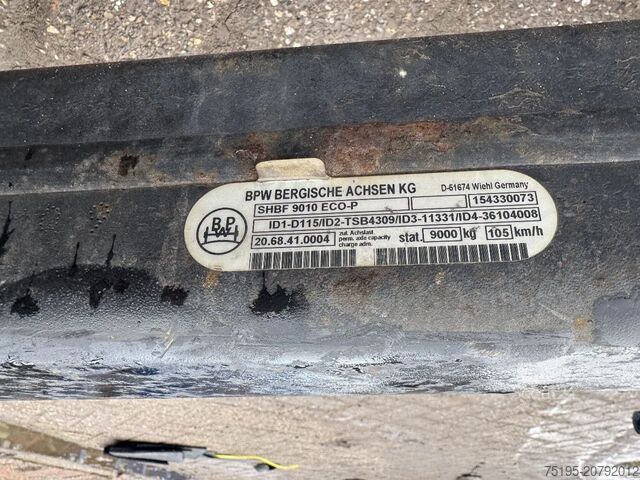 BPW BERGISCHE ACHSEN KG D-51674 Wiehl Germany
SHBF 9010 ECO-P 154330073
ID1-D115/ID2-TSB4309/ID3-11331/ID4-36104008
20.68.41.0004 zul. Achslast perm. axle capacity charge adm. stat. 9000 kg 105 km/h
BPW
75195-20792012